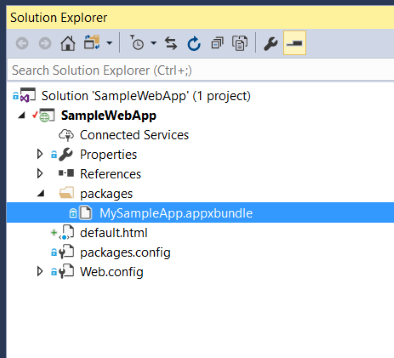 Solution Explorer
Search Solution Explorer (Ctrl+;)
Solution 'SampleWebApp' (1 project)
SampleWebApp
Connected Services
Properties
References
packages
MySampleApp.appxbundle
default.html
packages.config
Web.config